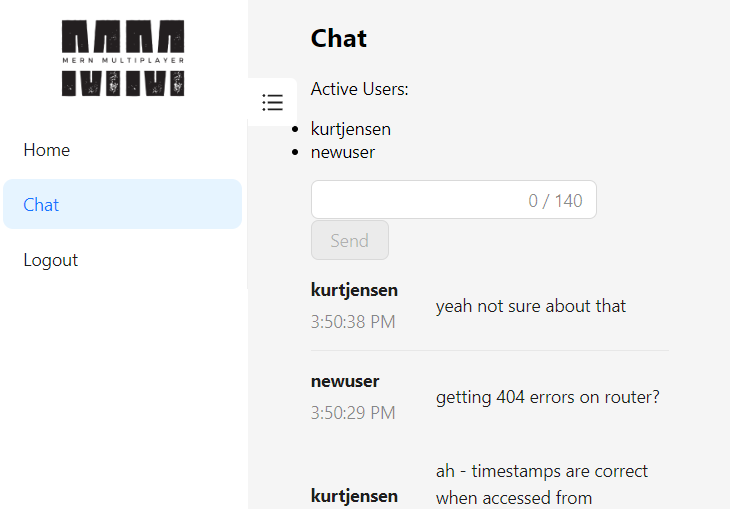 MM
MERN MULTIPLAYER
Home
Chat
Logout
Chat
Active Users:
kurtjensen
newuser
0 / 140
Send
kurtjensen
3:50:38 PM
yeah not sure about that
newuser
3:50:29 PM
getting 404 errors on router?
kurtjensen
ah - timestamps are correct
when accessed from